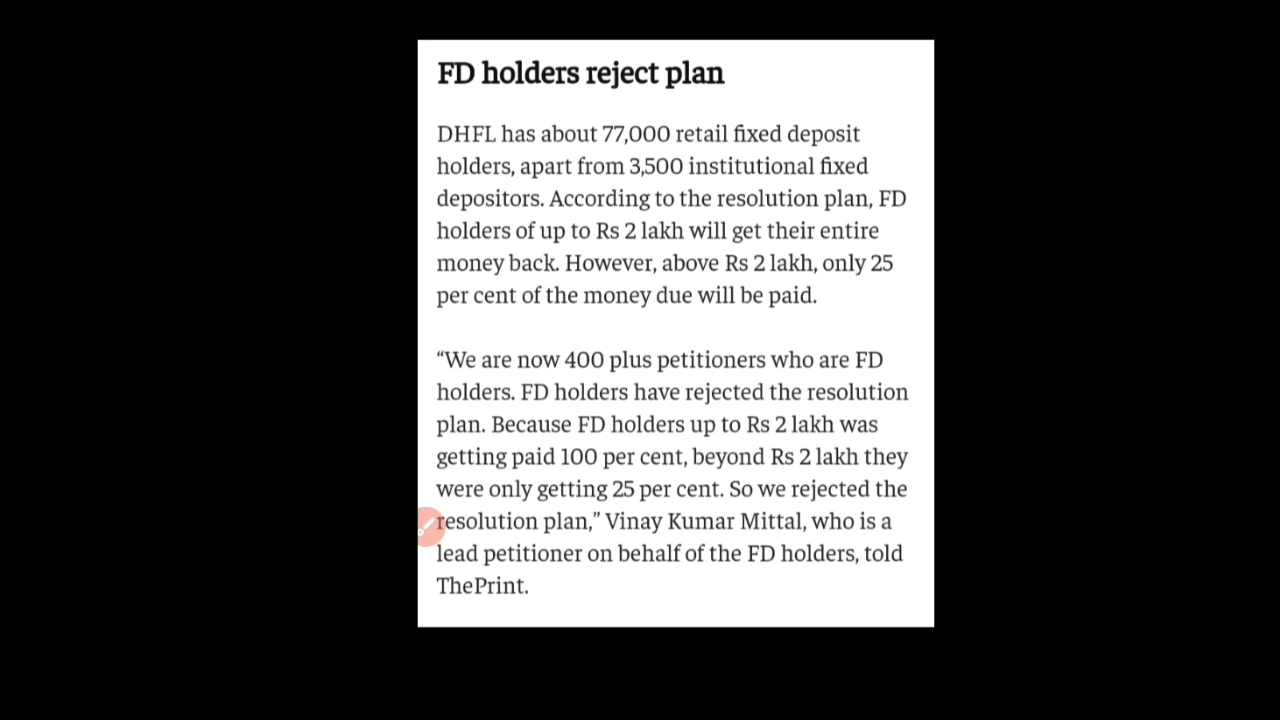 FD holders reject plan
DHFL has about 77,000 retail fixed deposit
holders, apart from 3,500 institutional fixed
depositors. According to the resolution plan, FD
holders of up to Rs 2 lakh will get their entire
money back. However, above Rs 2 lakh, only 25
per cent of the money due will be paid.
“We are now 400 plus petitioners who are FD
holders. FD holders have rejected the resolution
plan. Because FD holders up to Rs 2 lakh was
getting paid 100 per cent, beyond Rs 2 lakh they
were only getting 25 per cent. So we rejected the
resolution plan,” Vinay Kumar Mittal, who is a
lead petitioner on behalf of the FD holders, told
ThePrint.